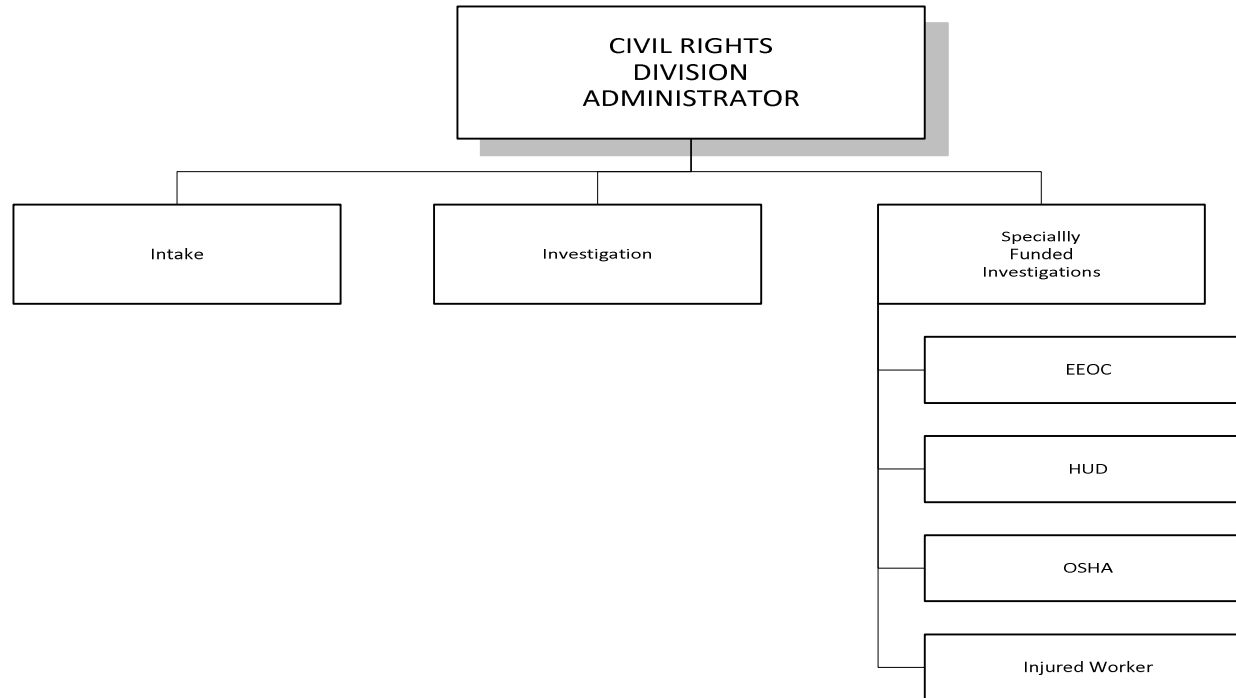 CIVIL RIGHTS
DIVISION
ADMINISTRATOR
Intake
Investigation
Speciallly
Funded
Investigations
EEOC
HUD
OSHA
Injured Worker